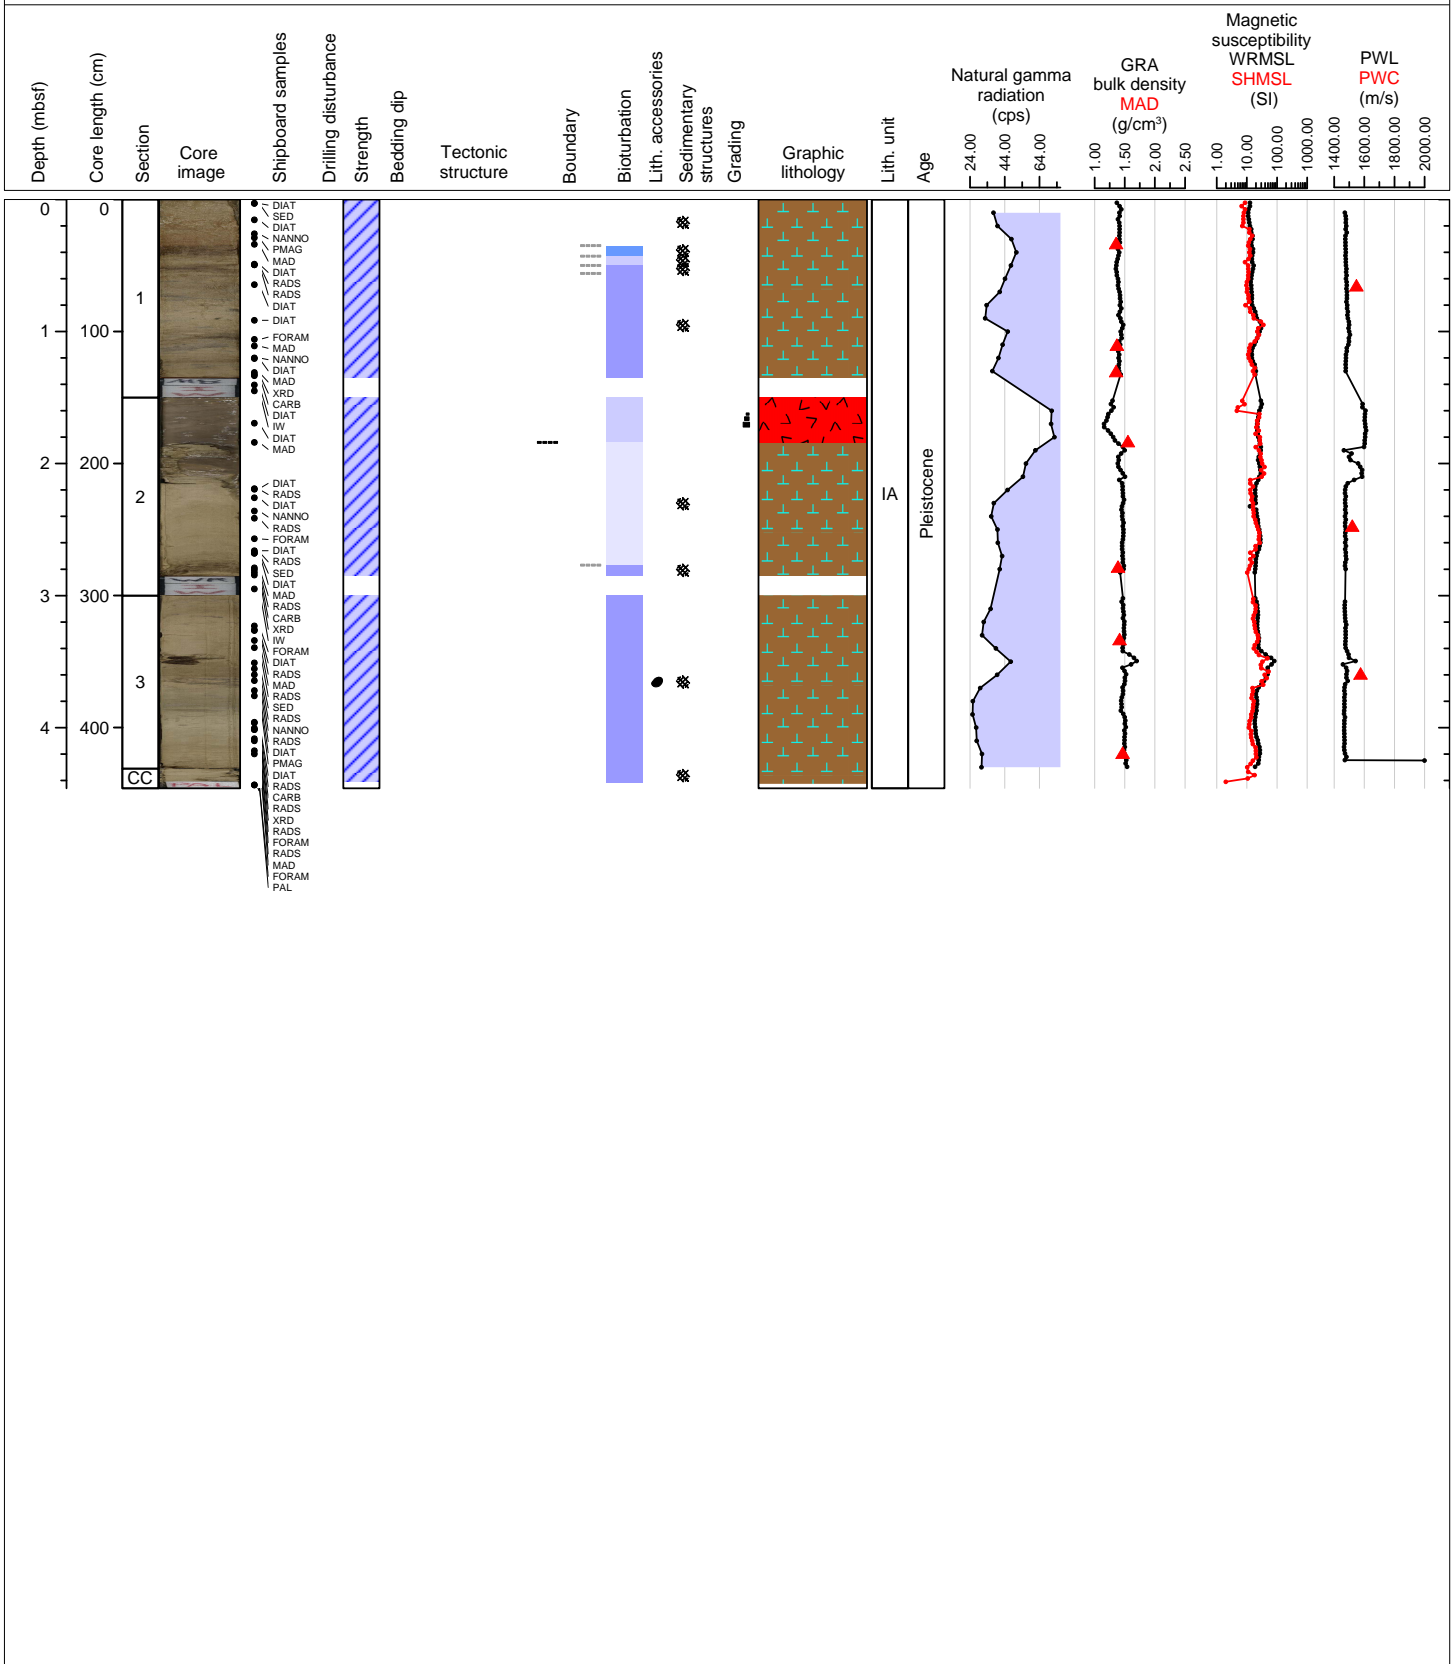 Depth (mbsf)
Core length (cm)
Section
Core
image
Shipboard samples
Drilling disturbance
Strength
Bedding dip
Tectonic
structure
Boundary
Bioturbation
Lith. accessories
Sedimentary
structures
Grading
Graphic
lithology
Lith. unit
Age
Natural gamma
radiation
(cps)
24.00 44.00 64.00
GRA
bulk density
MAD
(g/cm³)
1.00 1.50 2.00 2.50
Magnetic
susceptibility
WRMSL
SHMSL
(SI)
1.00 10.00 100.00 1000.00
PWL
PWC
(m/s)
1400.00 1600.00 1800.00 2000.00
0
1
2
3
4
0
100
200
300
400
1
2
3
CC
DIAT
SED
DIAT
NANNO
PMAG
MAD
DIAT
RADS
RADS
DIAT
DIAT
FORAM
MAD
NANNO
DIAT
MAD
XRD
CARB
DIAT
IW
DIAT
MAD
DIAT
RADS
DIAT
NANNO
RADS
FORAM
DIAT
RADS
SED
DIAT
MAD
RADS
CARB
XRD
IW
FORAM
DIAT
RADS
MAD
RADS
SED
RADS
NANNO
RADS
DIAT
PMAG
DIAT
RADS
CARB
RADS
XRD
RADS
FORAM
RADS
MAD
FORAM
PAL
IA
Pleistocene